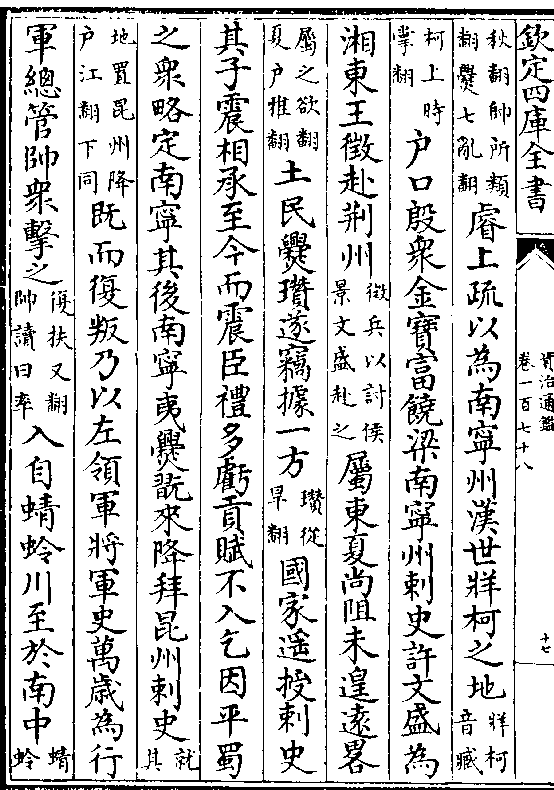 欽定四庫全書
資治通鑑
卷一百七十八
十七
秋翻帥所類翻爨七亂翻睿上疏以為南寧州漢世牂柯之地牂柯音臧
柯上時掌翻户口殷衆金寶富饒梁南寧州刺史許文盛為
湘東王徵赴荆州徵兵以討侯景文盛赴之屬東夏尚阻未遑遠畧
屬之欲翻夏户雅翻土民爨瓚遂竊據一方瓚從旱翻國家遥授刺史
其子震相承至今而震臣禮多虧貢賦不入乞因平蜀
之衆略定南寧其後南寧夷爨翫來降拜昆州刺史就其
地置昆州降户江翻下同既而復叛乃以左領軍將軍史萬歲為行
軍總管帥衆擊之復扶又翻帥讀曰率入自蜻蛉川至於南中蜻蛉